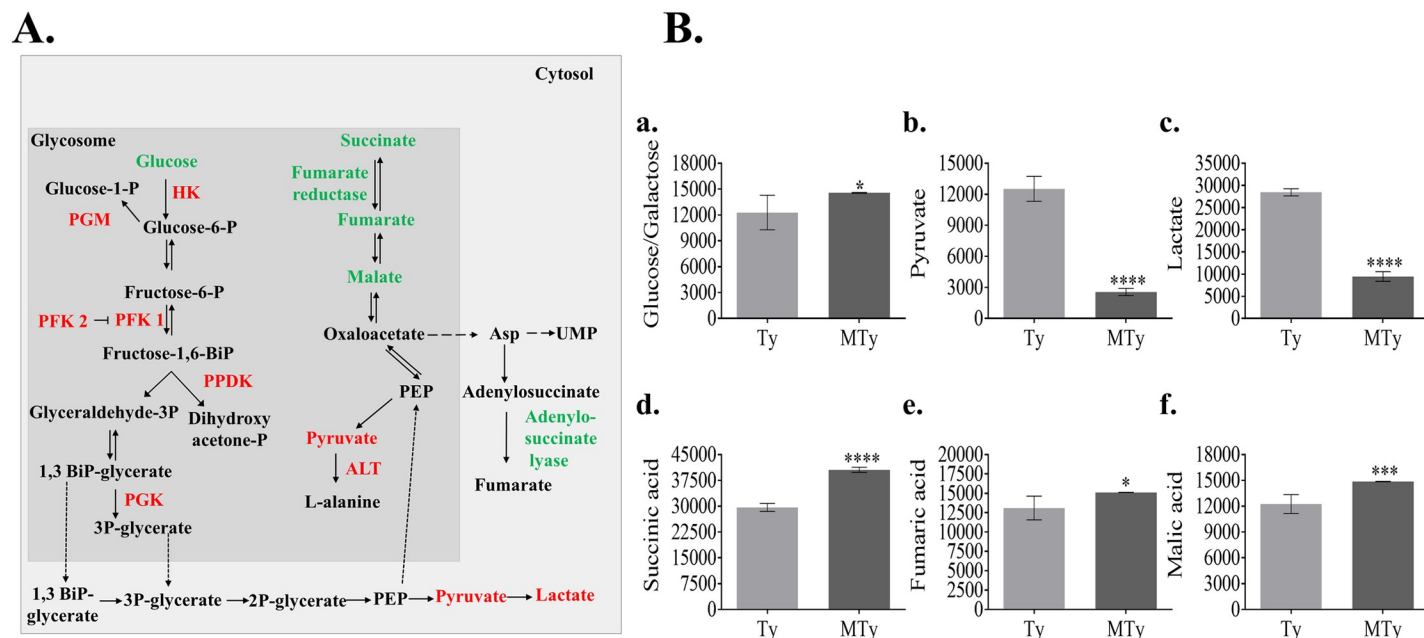 A.
Cytosol
Glycosome
Glucose
Glucose-1-P
HK
PGM
Glucose-6-P
Fructose-6-P
PFK 2
PFK 1
Fructose-1,6-BiP
PPDK
Glyceraldehyde-3P
Dihydroxy
acetone-P
1,3 BiP-glycerate
PGK
3P-glycerate
Succinate
Fumarate
reductase
Fumarate
Malate
Oxaloacetate
Asp
UMP
PEP
Adenylosuccinate
Pyruvate
Adenylo-
succinate
lyase
ALT
L-alanine
Fumarate
1,3 BiP-
glycerate
3P-glycerate
2P-glycerate
PEP
Pyruvate
Lactate
B.
a.
Glucose/Galactose
18000
15000
12000
9000
6000
3000
0
*
Ty
MTy
b.
Pyruvate
15000
12000
9000
6000
3000
0
****
Ty
MTy
c.
Lactate
35000
30000
25000
20000
15000
10000
5000
0
****
Ty
MTy
d.
Succinic acid
45000
37500
30000
22500
15000
7500
0
****
Ty
MTy
e.
Fumaric acid
20000
17500
15000
12500
10000
7500
5000
2500
0
*
Ty
MTy
f.
Malic acid
18000
15000
12000
9000
6000
3000
0
***
Ty
MTy